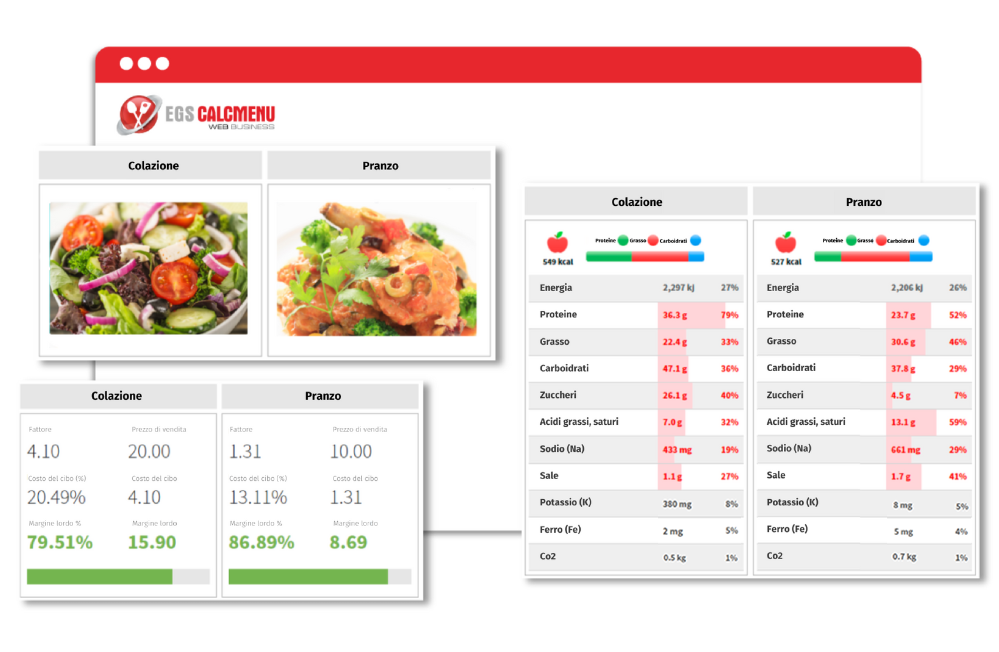 EGS CALCMENU
WEB BUSINESS
Colazione Pranzo
Colazione Pranzo
Proteine Grasso Carboidrati Proteine Grasso Carboidrati
549 kcal 527 kcal
Energia 2,297 kj 27% Energia 2,206 kj 26%
Proteine 36.3 g 79% Proteine 23.7 g 52%
Grasso 22.4 g 33% Grasso 30.6 g 46%
Carboidrati 47.1 g 36% Carboidrati 37.8 g 29%
Zuccheri 26.1 g 40% Zuccheri 4.5 g 7%
Acidi grassi, saturi 7.0 g 32% Acidi grassi, saturi 13.1 g 59%
Sodio (Na) 433 mg 19% Sodio (Na) 661 mg 29%
Sale 1.1 g 27% Sale 1.7 g 41%
Potassio (K) 380 mg 8% Potassio (K) 8 mg 5%
Ferro (Fe) 2 mg 5% Ferro (Fe) 5 mg 4%
Co2 0.5 kg 1% Co2 0.7 kg 1%
Colazione Pranzo
Fattore Prezzo di vendita Fattore Prezzo di vendita
4.10 20.00 1.31 10.00
Costo del cibo (%) Costo del cibo Costo del cibo (%) Costo del cibo
20.49% 4.10 13.11% 1.31
Margine lordo % Margine lordo Margine lordo % Margine lordo
79.51% 15.90 86.89% 8.69